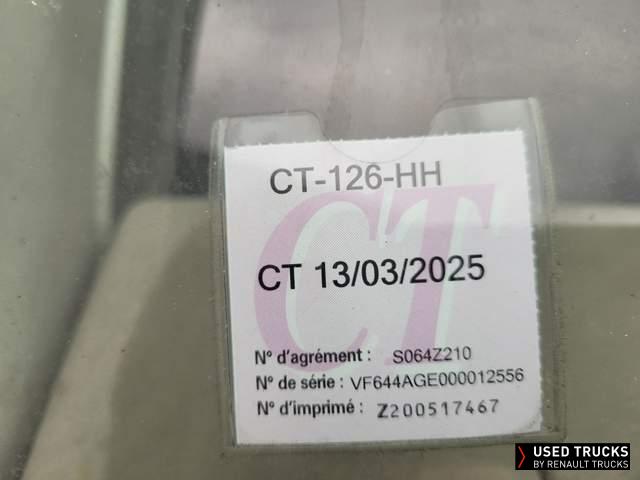 CT-126-HH
CT
CT 13/03/2025
N° d'agrément : S064Z210
N° de série : VF644AGE000012556
N° d'imprimé : Z200517467
USED TRUCKS
BY RENAULT TRUCKS